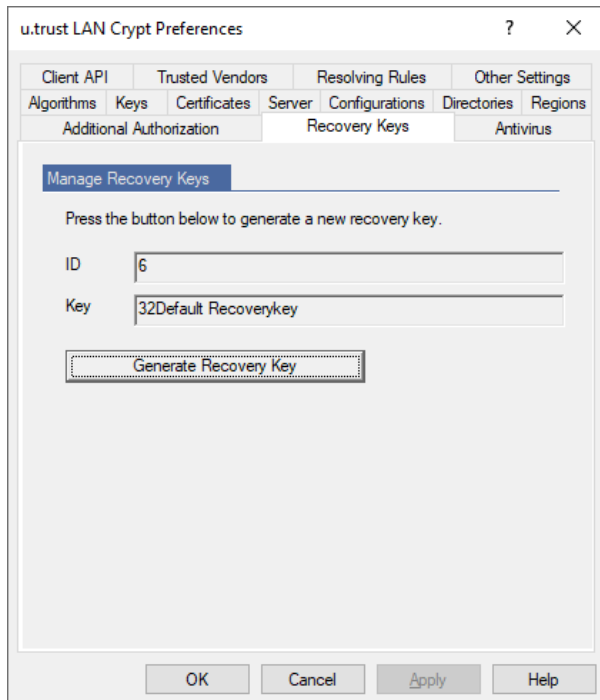 u.trust LAN Crypt Preferences ? ×
Client API Trusted Vendors Resolving Rules Other Settings
Algorithms Keys Certificates Server Configurations Directories Regions
Additional Authorization Recovery Keys Antivirus
Manage Recovery Keys
Press the button below to generate a new recovery key.
ID 6
Key 32Default Recoverykey
Generate Recovery Key
OK Cancel Apply Help